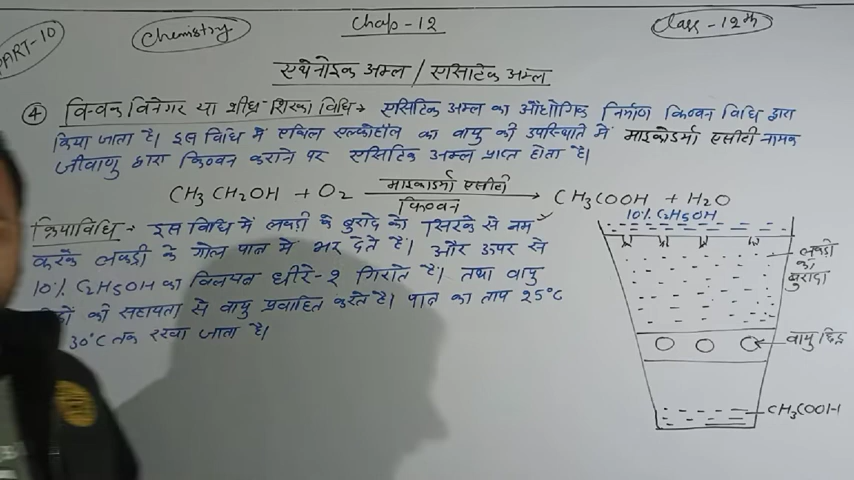 PART-10
Chemistry
Chap-12
Class-12th
एथेनोइक अम्ल / एसिटिक अम्ल
④ क्विक विनेगर या शीघ्र सिरका विधि → एसिटिक अम्ल का औद्योगिक निर्माण किण्वन विधि द्वारा
किया जाता है। इस विधि में एथिल एल्कोहॉल का वायु की उपस्थिति में माइकोडर्मा एसीटी नामक
जीवाणु द्वारा किण्वन कराने पर एसिटिक अम्ल प्राप्त होता है।
CH₃CH₂OH + O₂ माइकोडर्मा एसीटी → CH₃COOH + H₂O
किण्वन
क्रियाविधि - इस विधि में लकड़ी के बुरादे को सिरके से नम
करके लकड़ी के गोल पात्र में भर देते है। और ऊपर से
10% C₂H₅OH का विलयन धीरे-२ गिराते है। तथा वायु
की सहायता से वायु प्रवाहित करते है। पात्र का ताप 25°C
30°C तक रखा जाता है।
10% C₂H₅OH
लकड़ी
का
बुरादा
वायु छिद्र
CH₃COOH